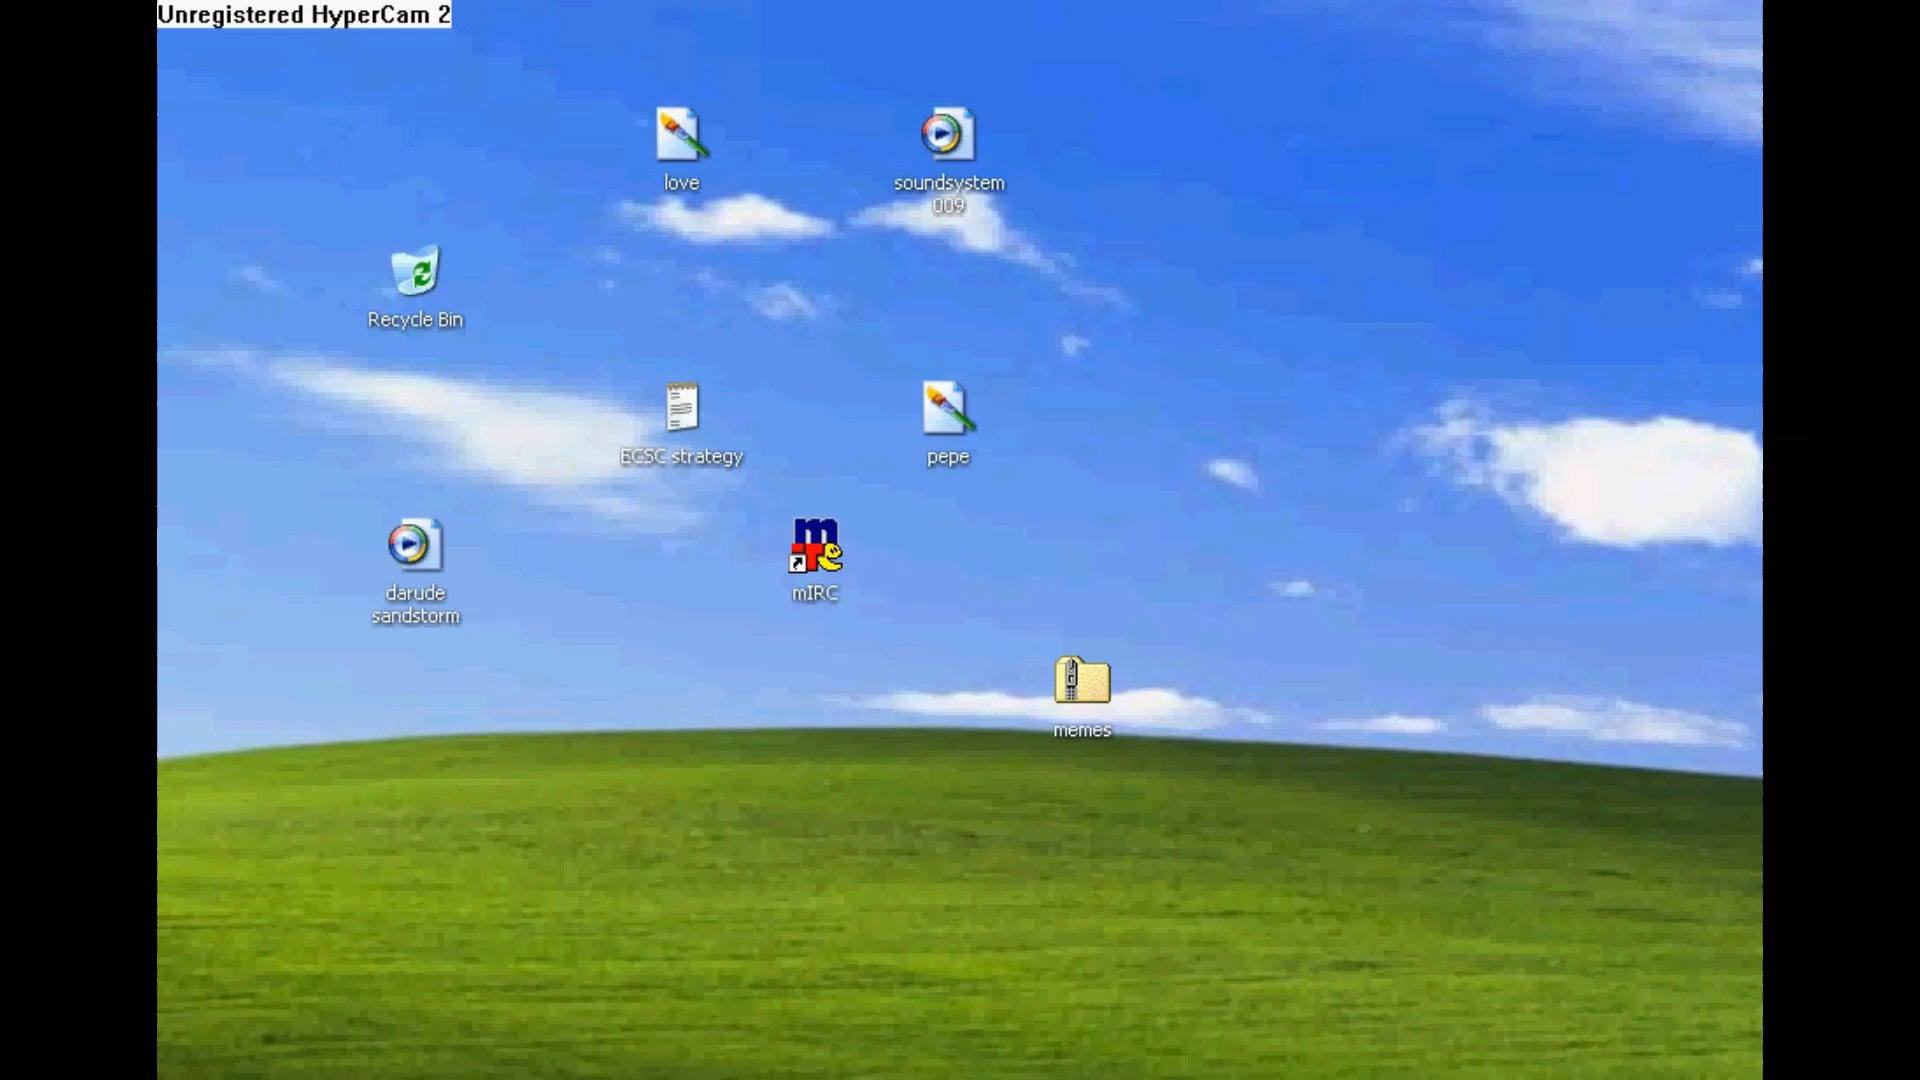 Unregistered HyperCam 2
love
soundsystem
009
Recycle Bin
ECSC strategy
pepe
darude
sandstorm
mIRC
memes